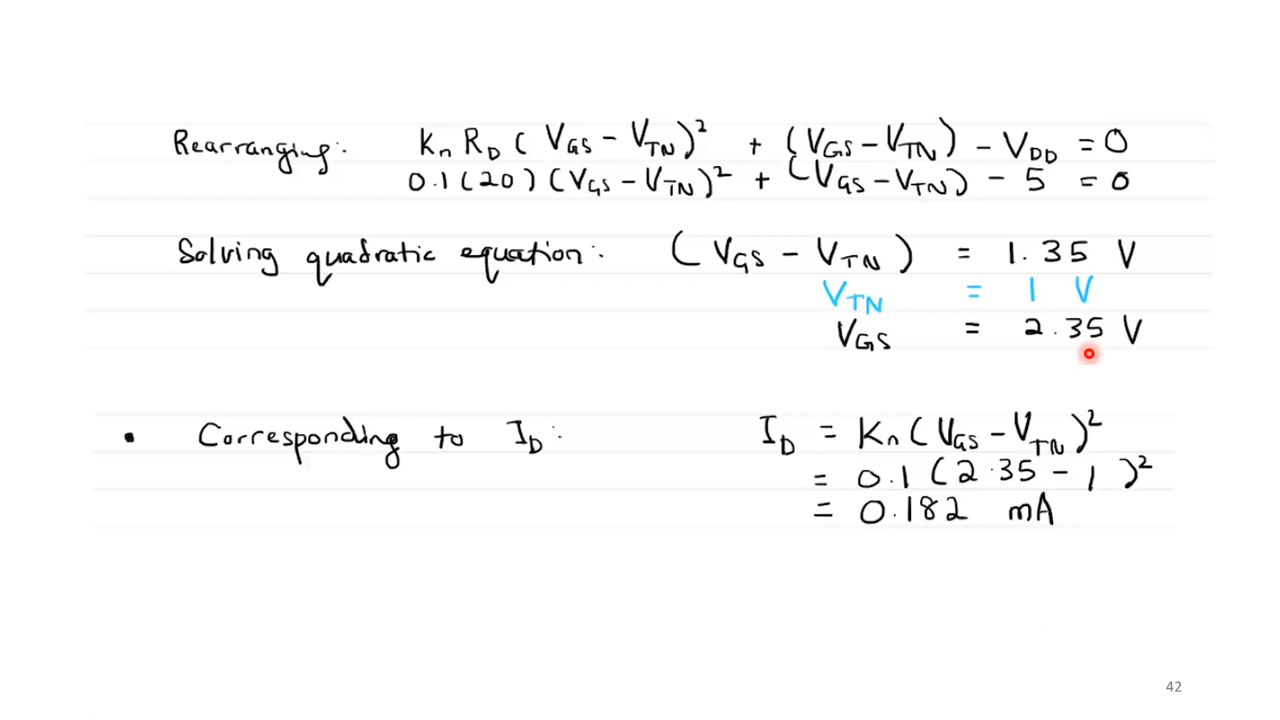 Rearranging: Kn RD ( VGS - VTN )² + ( VGS - VTN ) - VDD = 0
0.1 ( 20 ) ( VGS - VTN )² + ( VGS - VTN ) - 5 = 0
Solving quadratic equation: ( VGS - VTN ) = 1.35 V
VTN = 1 V
VGS = 2.35 V
• Corresponding to ID: ID = Kn ( VGS - VTN )²
= 0.1 ( 2.35 - 1 )²
= 0.182 mA
42